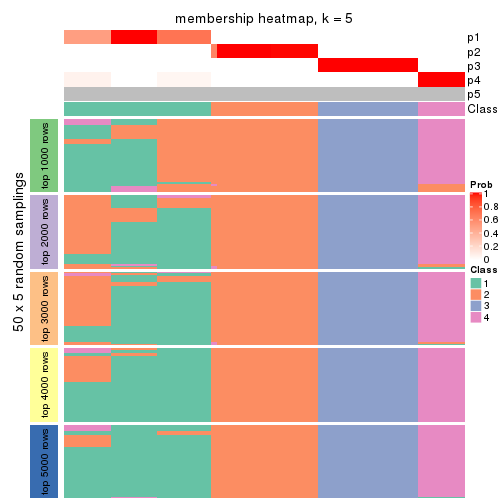 membership heatmap, k = 5
p1
p2
p3
p4
p5
Class
50 x 5 random samplings
top 1000 rows
top 2000 rows
top 3000 rows
top 4000 rows
top 5000 rows
Prob
1
0.8
0.6
0.4
0.2
0
Class
1
2
3
4